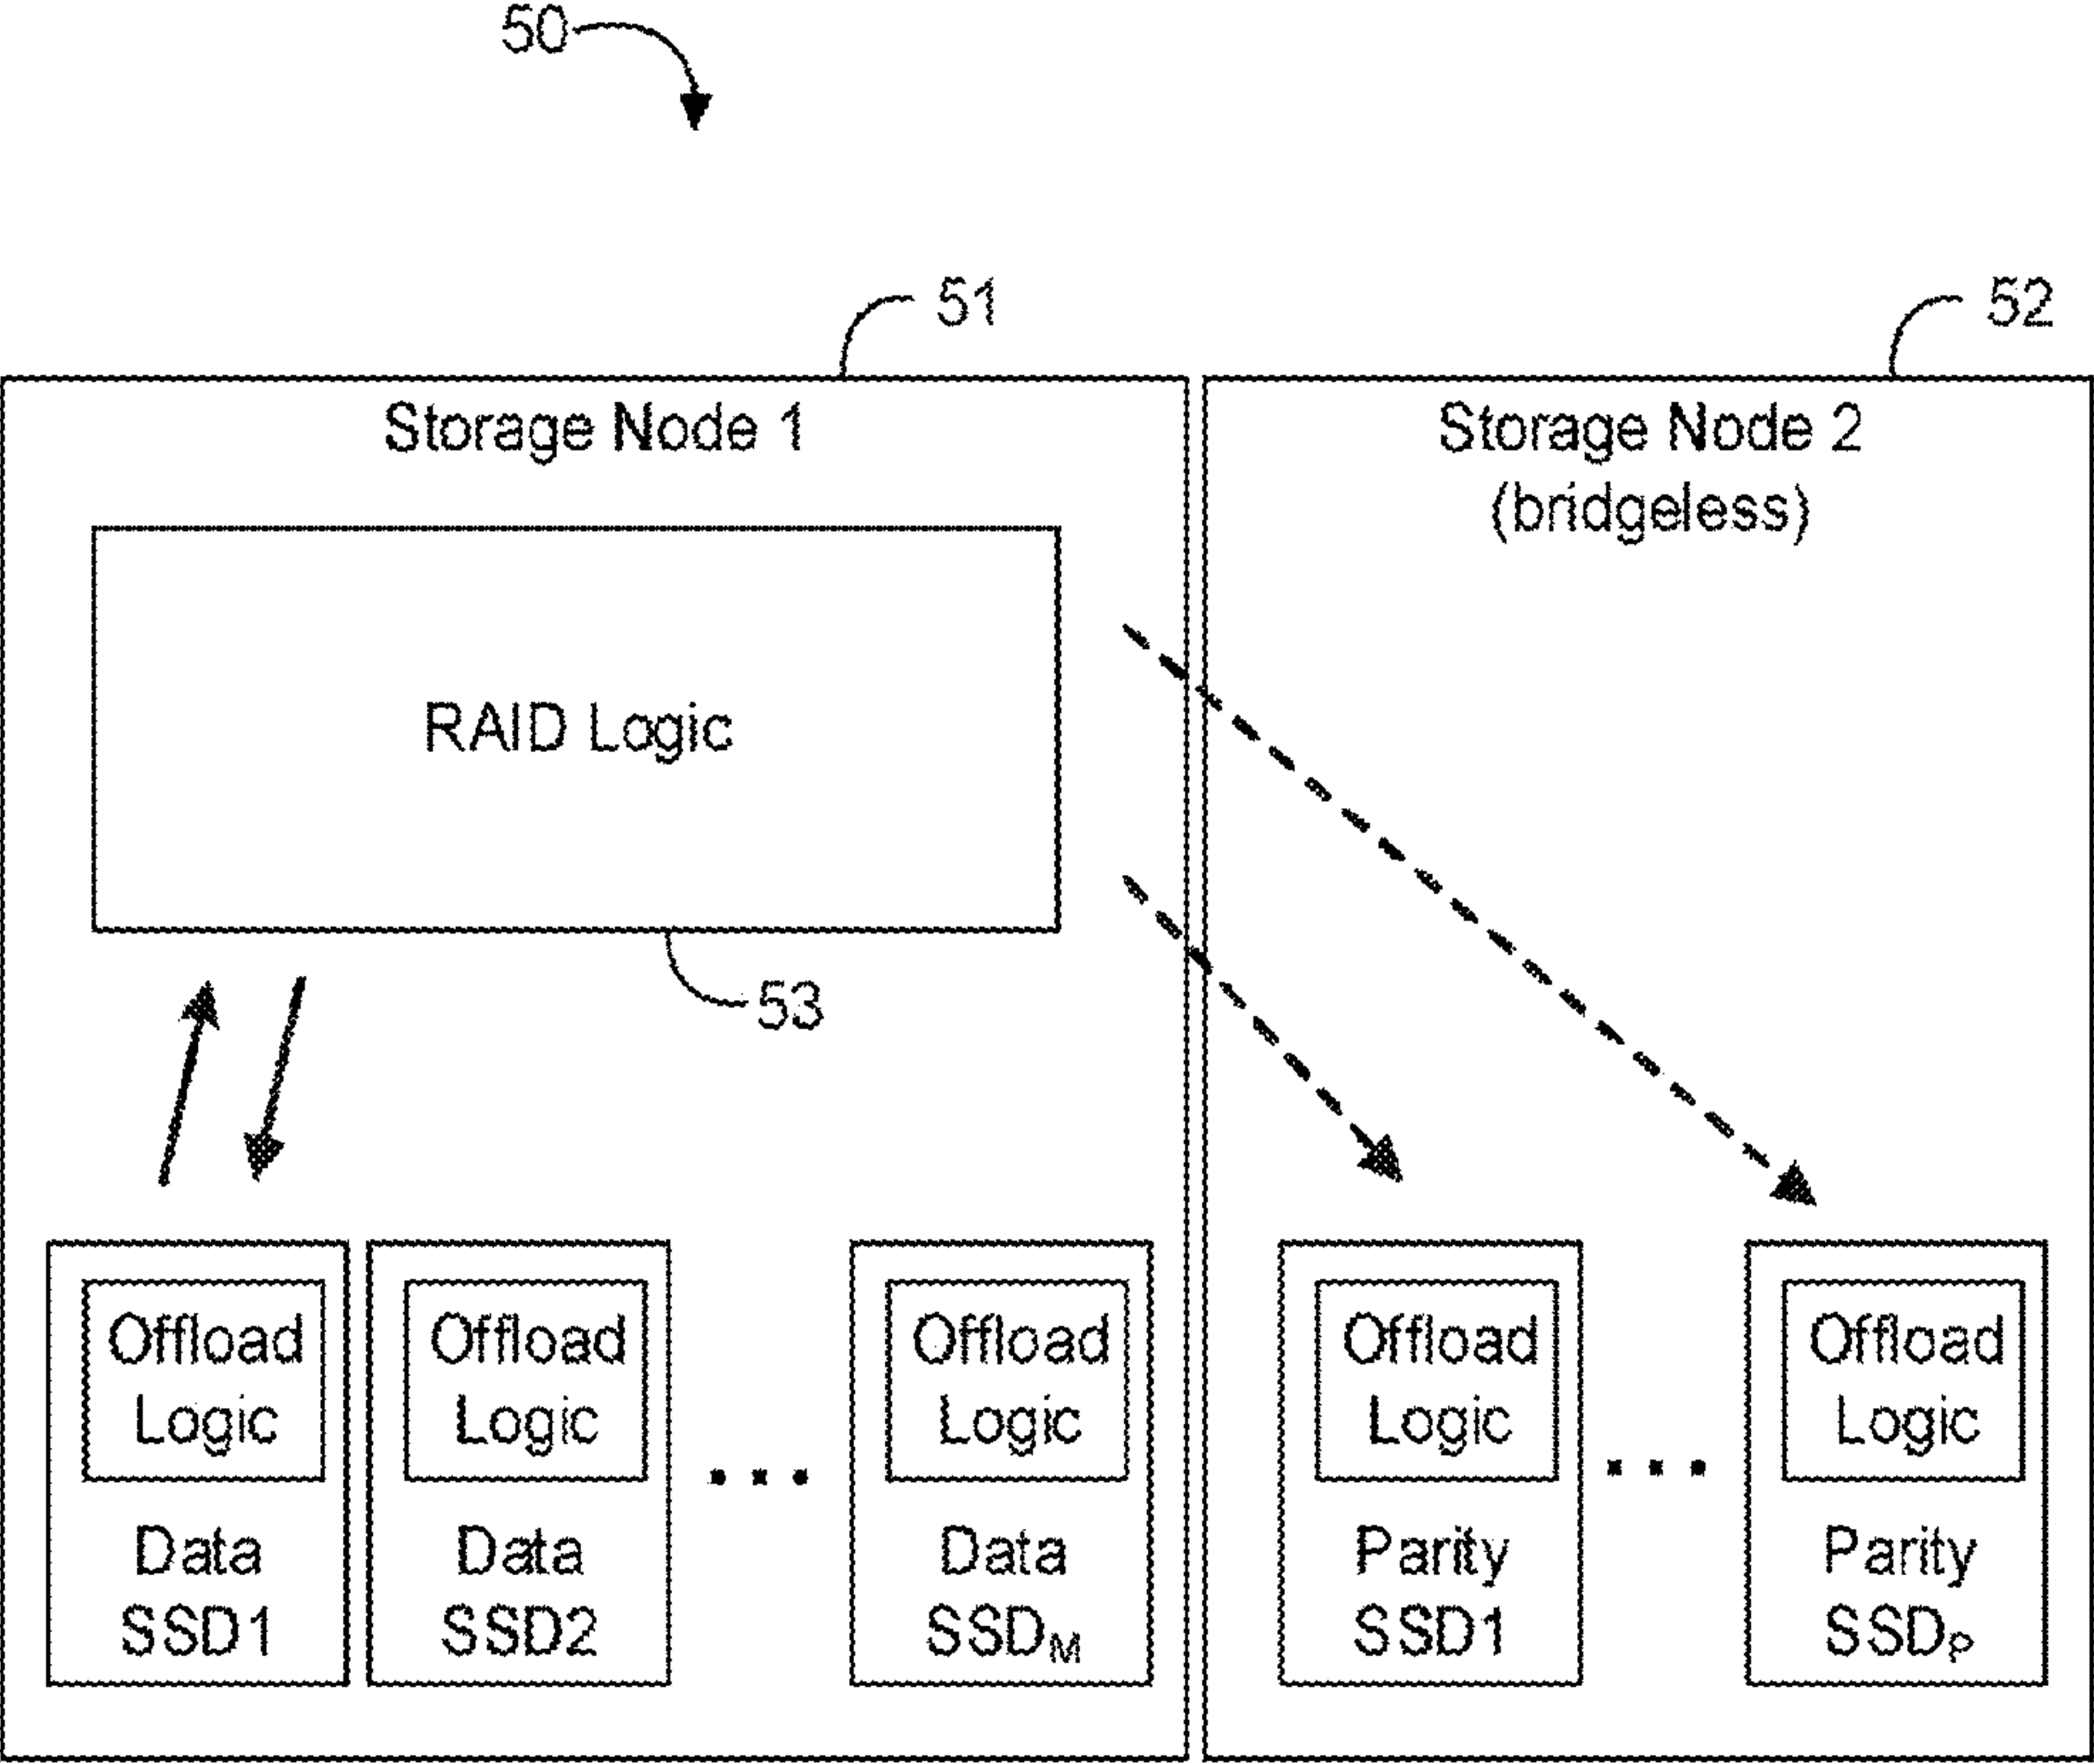 50
51
52
Storage Node 1
Storage Node 2
(bridgeless)
RAID Logic
53
Offload
Logic
Data
SSD1
Offload
Logic
Data
SSD2
...
Offload
Logic
Data
SSDM
Offload
Logic
Parity
SSD1
...
Offload
Logic
Parity
SSDP